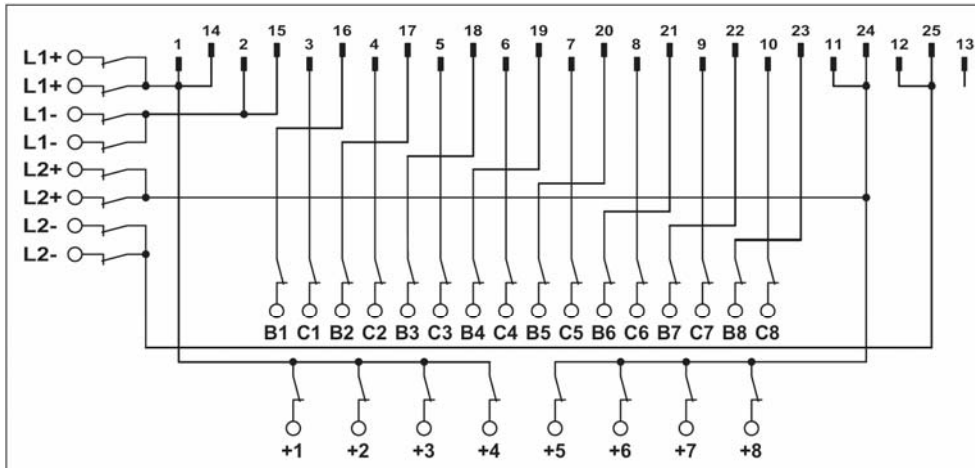 14 15 16 17 18 19 20 21 22 23 24 25
1 2 3 4 5 6 7 8 9 10 11 12 13
L1+
L1+
L1-
L1-
L2+
L2+
L2-
L2-
B1 C1 B2 C2 B3 C3 B4 C4 B5 C5 B6 C6 B7 C7 B8 C8
+1 +2 +3 +4 +5 +6 +7 +8